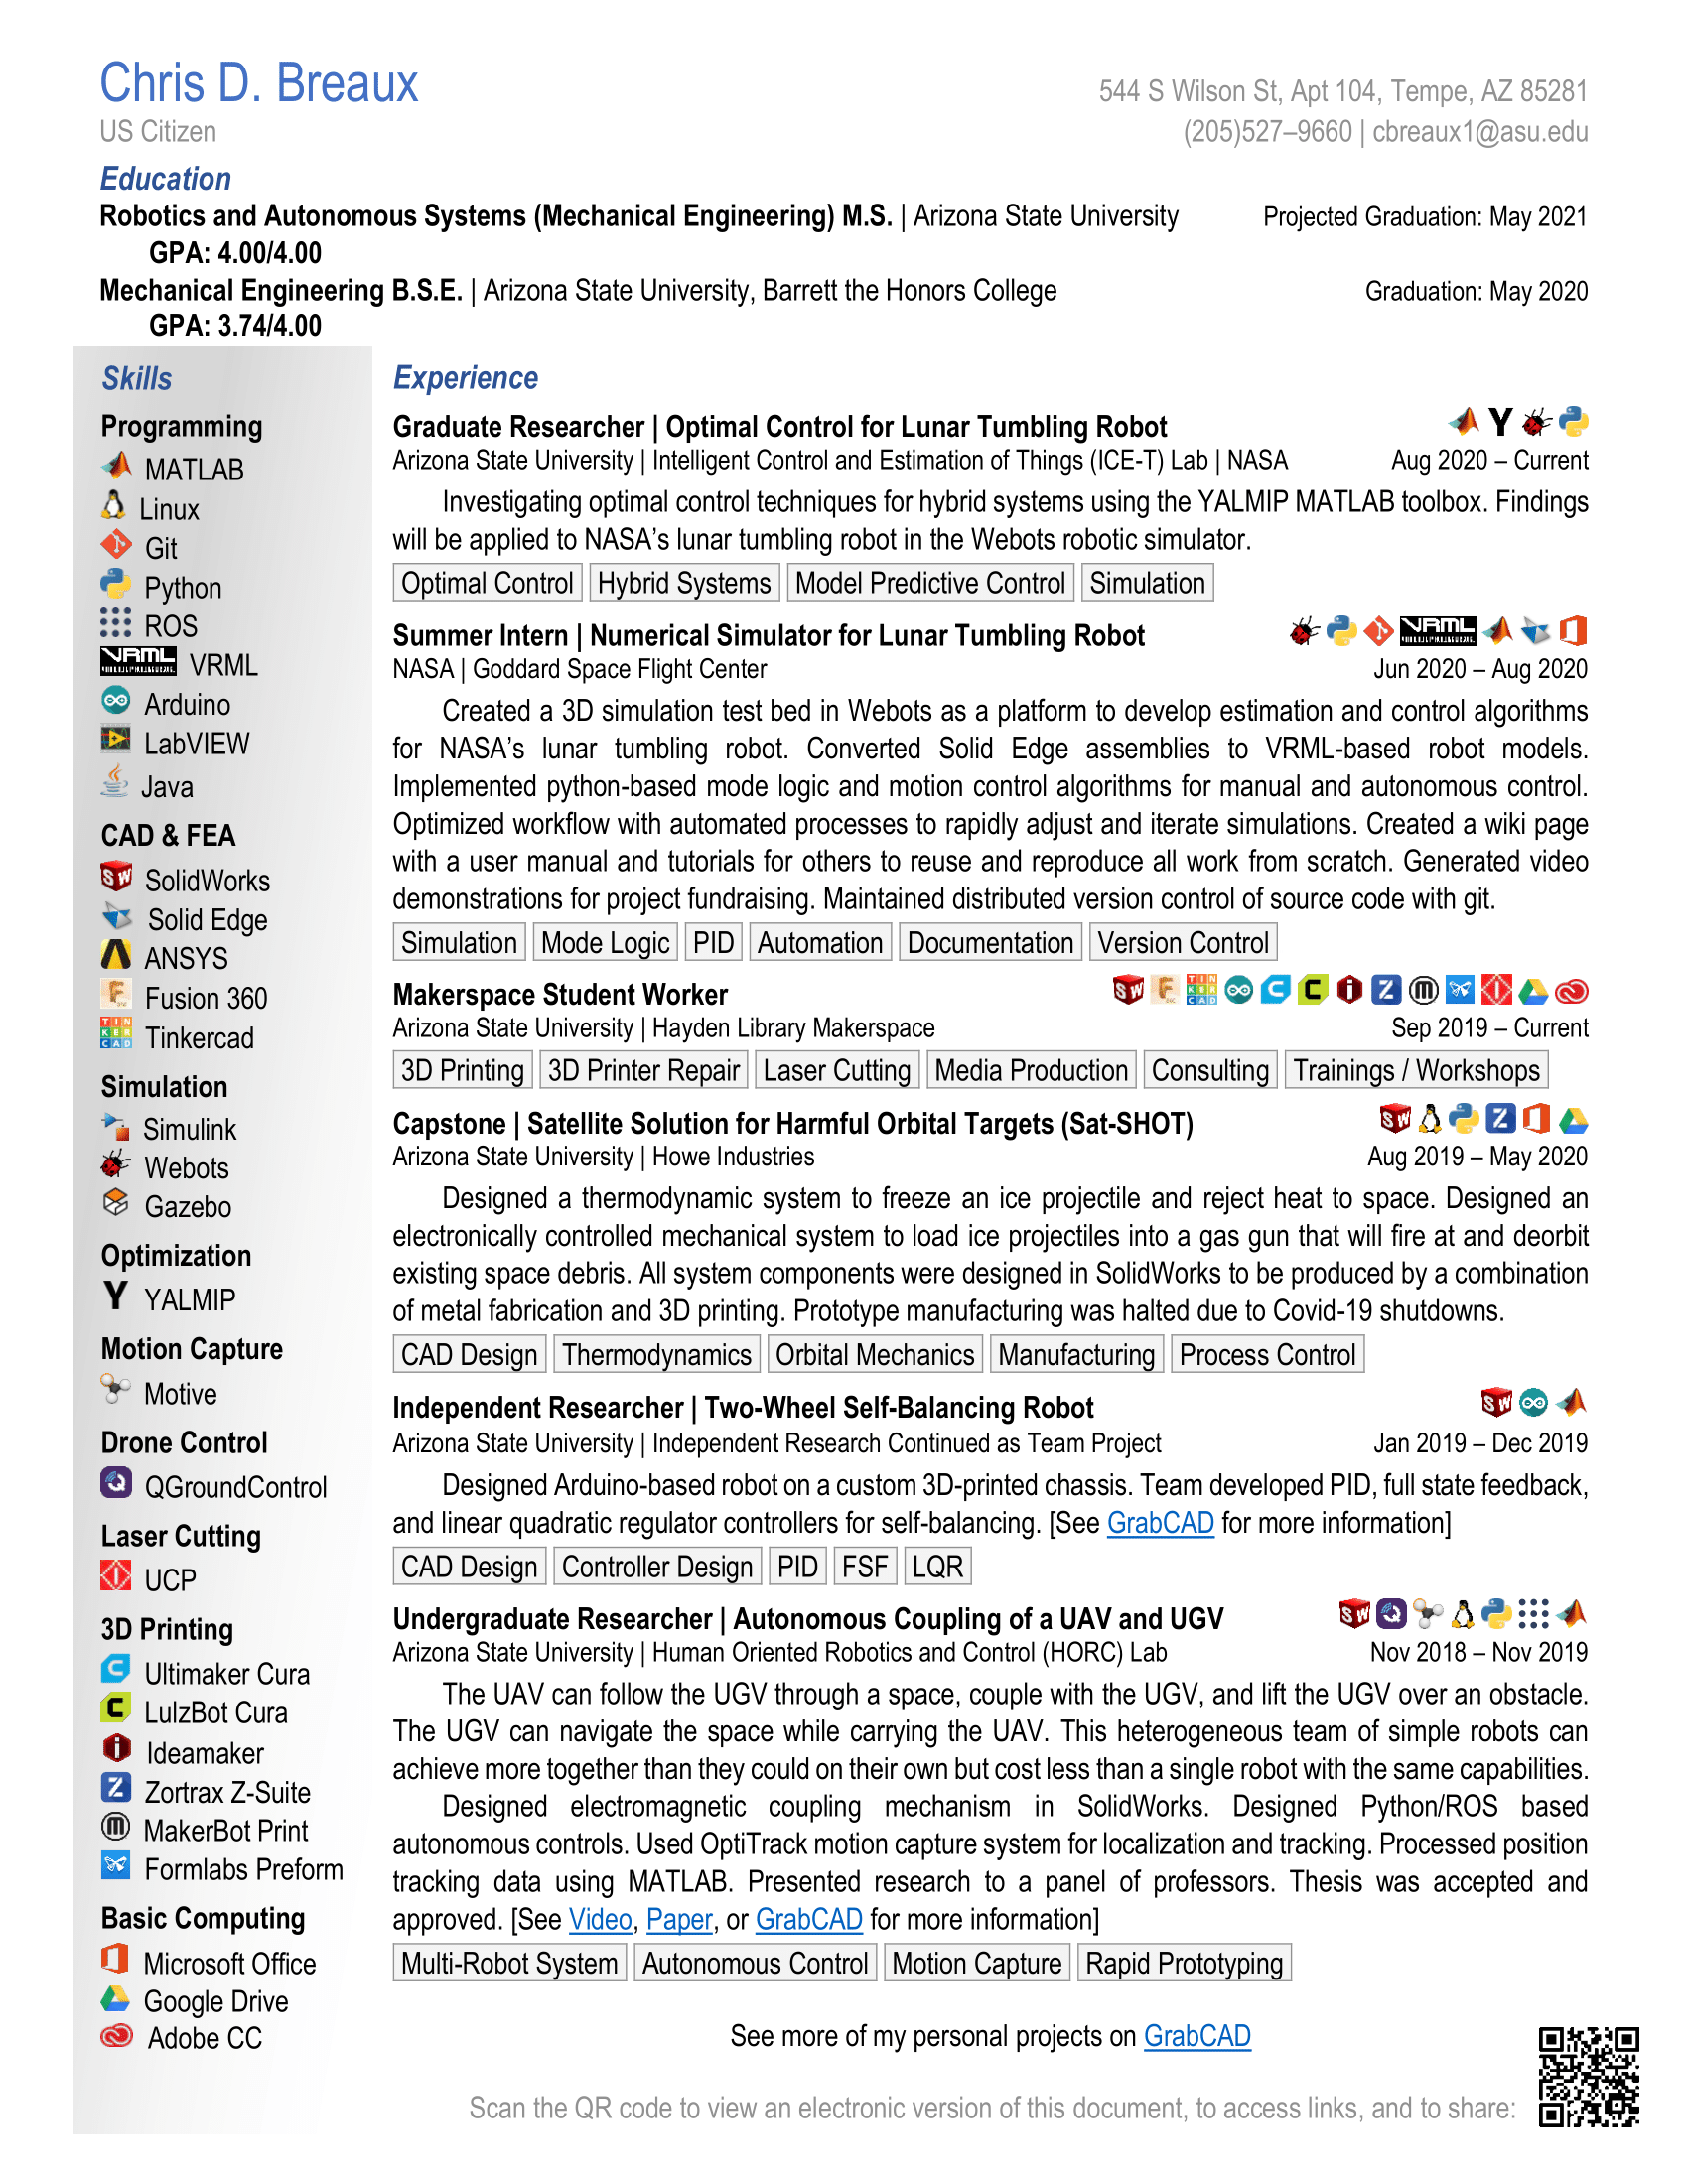 Chris D. Breaux
US Citizen
544 S Wilson St, Apt 104, Tempe, AZ 85281
(205)527–9660 | cbreaux1@asu.edu
Education
Robotics and Autonomous Systems (Mechanical Engineering) M.S. | Arizona State University Projected Graduation: May 2021
GPA: 4.00/4.00
Mechanical Engineering B.S.E. | Arizona State University, Barrett the Honors College Graduation: May 2020
GPA: 3.74/4.00
Skills
Programming
MATLAB
Linux
Git
Python
ROS
VRML VRML
Arduino
LabVIEW
Java
CAD & FEA
SolidWorks
Solid Edge
ANSYS
Fusion 360
Tinkercad
Simulation
Simulink
Webots
Gazebo
Optimization
Y YALMIP
Motion Capture
Motive
Drone Control
QGroundControl
Laser Cutting
UCP
3D Printing
Ultimaker Cura
LulzBot Cura
Ideamaker
Zortrax Z-Suite
MakerBot Print
Formlabs Preform
Basic Computing
Microsoft Office
Google Drive
Adobe CC
Experience
Graduate Researcher | Optimal Control for Lunar Tumbling Robot
Arizona State University | Intelligent Control and Estimation of Things (ICE-T) Lab | NASA Aug 2020 – Current
Investigating optimal control techniques for hybrid systems using the YALMIP MATLAB toolbox. Findings
will be applied to NASA’s lunar tumbling robot in the Webots robotic simulator.
Optimal Control Hybrid Systems Model Predictive Control Simulation
Summer Intern | Numerical Simulator for Lunar Tumbling Robot
NASA | Goddard Space Flight Center Jun 2020 – Aug 2020
Created a 3D simulation test bed in Webots as a platform to develop estimation and control algorithms
for NASA’s lunar tumbling robot. Converted Solid Edge assemblies to VRML-based robot models.
Implemented python-based mode logic and motion control algorithms for manual and autonomous control.
Optimized workflow with automated processes to rapidly adjust and iterate simulations. Created a wiki page
with a user manual and tutorials for others to reuse and reproduce all work from scratch. Generated video
demonstrations for project fundraising. Maintained distributed version control of source code with git.
Simulation Mode Logic PID Automation Documentation Version Control
Makerspace Student Worker
Arizona State University | Hayden Library Makerspace Sep 2019 – Current
3D Printing 3D Printer Repair Laser Cutting Media Production Consulting Trainings / Workshops
Capstone | Satellite Solution for Harmful Orbital Targets (Sat-SHOT)
Arizona State University | Howe Industries Aug 2019 – May 2020
Designed a thermodynamic system to freeze an ice projectile and reject heat to space. Designed an
electronically controlled mechanical system to load ice projectiles into a gas gun that will fire at and deorbit
existing space debris. All system components were designed in SolidWorks to be produced by a combination
of metal fabrication and 3D printing. Prototype manufacturing was halted due to Covid-19 shutdowns.
CAD Design Thermodynamics Orbital Mechanics Manufacturing Process Control
Independent Researcher | Two-Wheel Self-Balancing Robot
Arizona State University | Independent Research Continued as Team Project Jan 2019 – Dec 2019
Designed Arduino-based robot on a custom 3D-printed chassis. Team developed PID, full state feedback,
and linear quadratic regulator controllers for self-balancing. [See GrabCAD for more information]
CAD Design Controller Design PID FSF LQR
Undergraduate Researcher | Autonomous Coupling of a UAV and UGV
Arizona State University | Human Oriented Robotics and Control (HORC) Lab Nov 2018 – Nov 2019
The UAV can follow the UGV through a space, couple with the UGV, and lift the UGV over an obstacle.
The UGV can navigate the space while carrying the UAV. This heterogeneous team of simple robots can
achieve more together than they could on their own but cost less than a single robot with the same capabilities.
Designed electromagnetic coupling mechanism in SolidWorks. Designed Python/ROS based
autonomous controls. Used OptiTrack motion capture system for localization and tracking. Processed position
tracking data using MATLAB. Presented research to a panel of professors. Thesis was accepted and
approved. [See Video, Paper, or GrabCAD for more information]
Multi-Robot System Autonomous Control Motion Capture Rapid Prototyping
See more of my personal projects on GrabCAD
Scan the QR code to view an electronic version of this document, to access links, and to share: